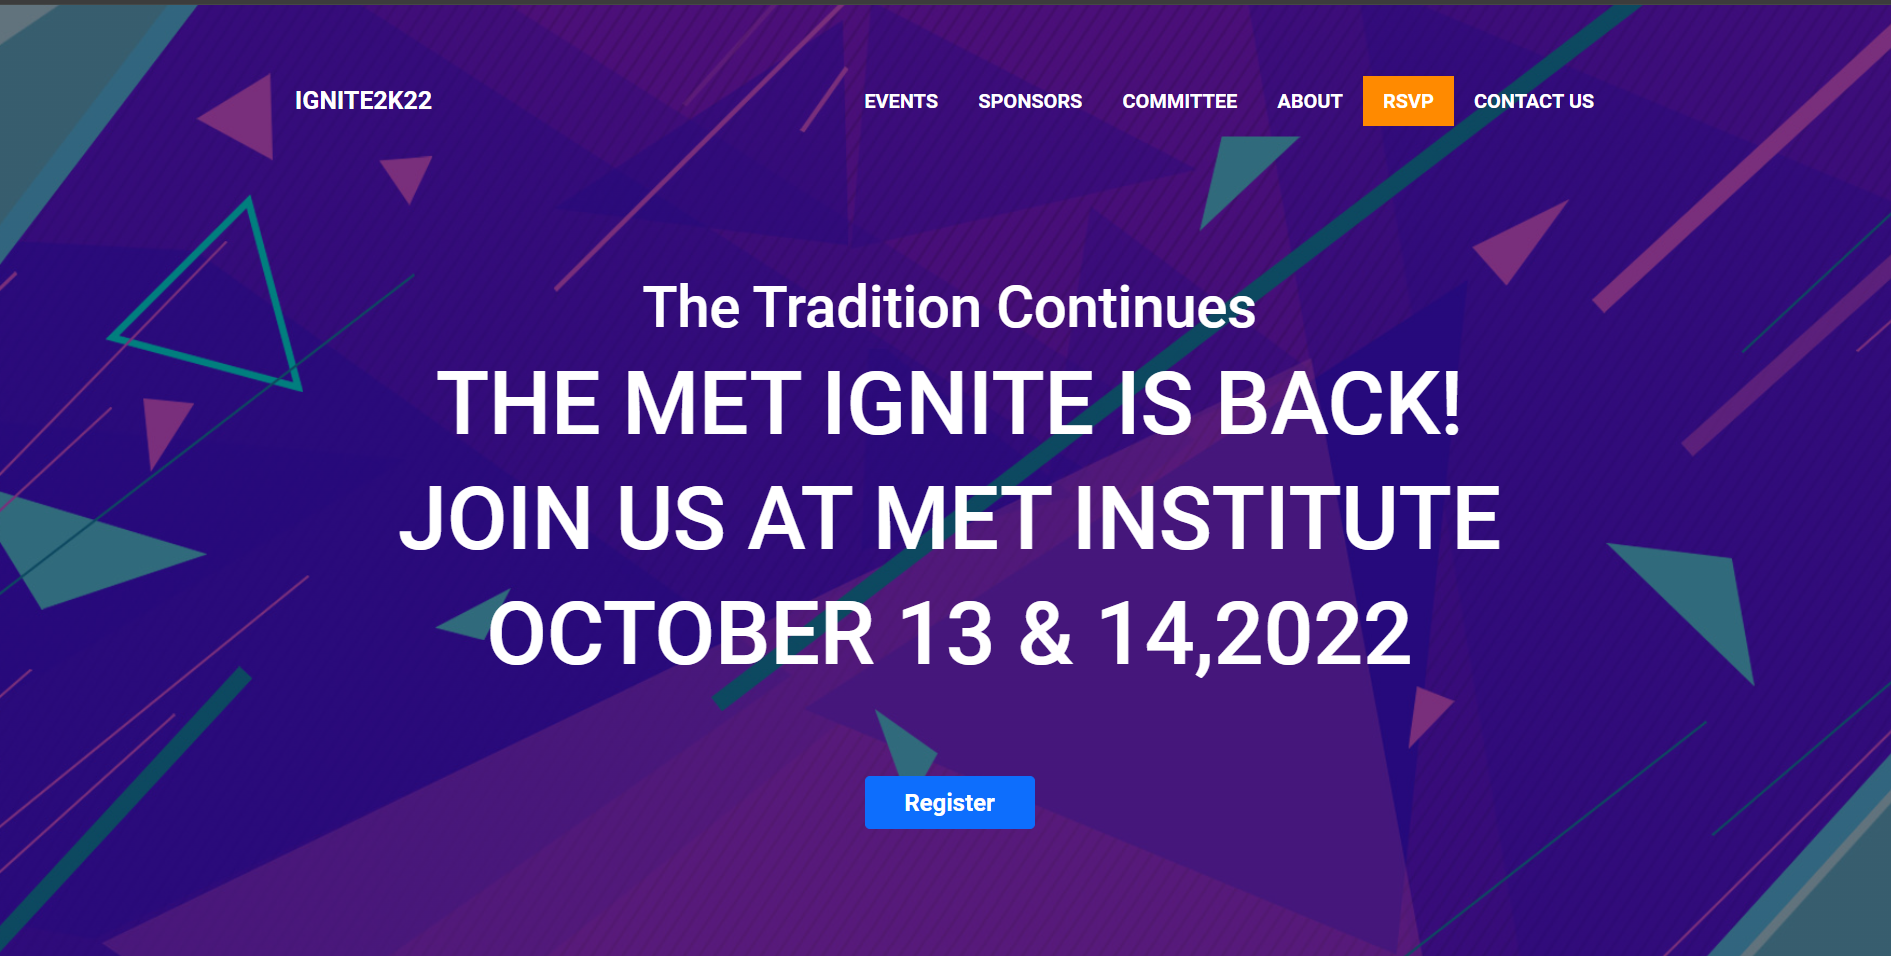 IGNITE2K22
EVENTS SPONSORS COMMITTEE ABOUT RSVP CONTACT US
The Tradition Continues
THE MET IGNITE IS BACK!
JOIN US AT MET INSTITUTE
OCTOBER 13 & 14,2022
Register